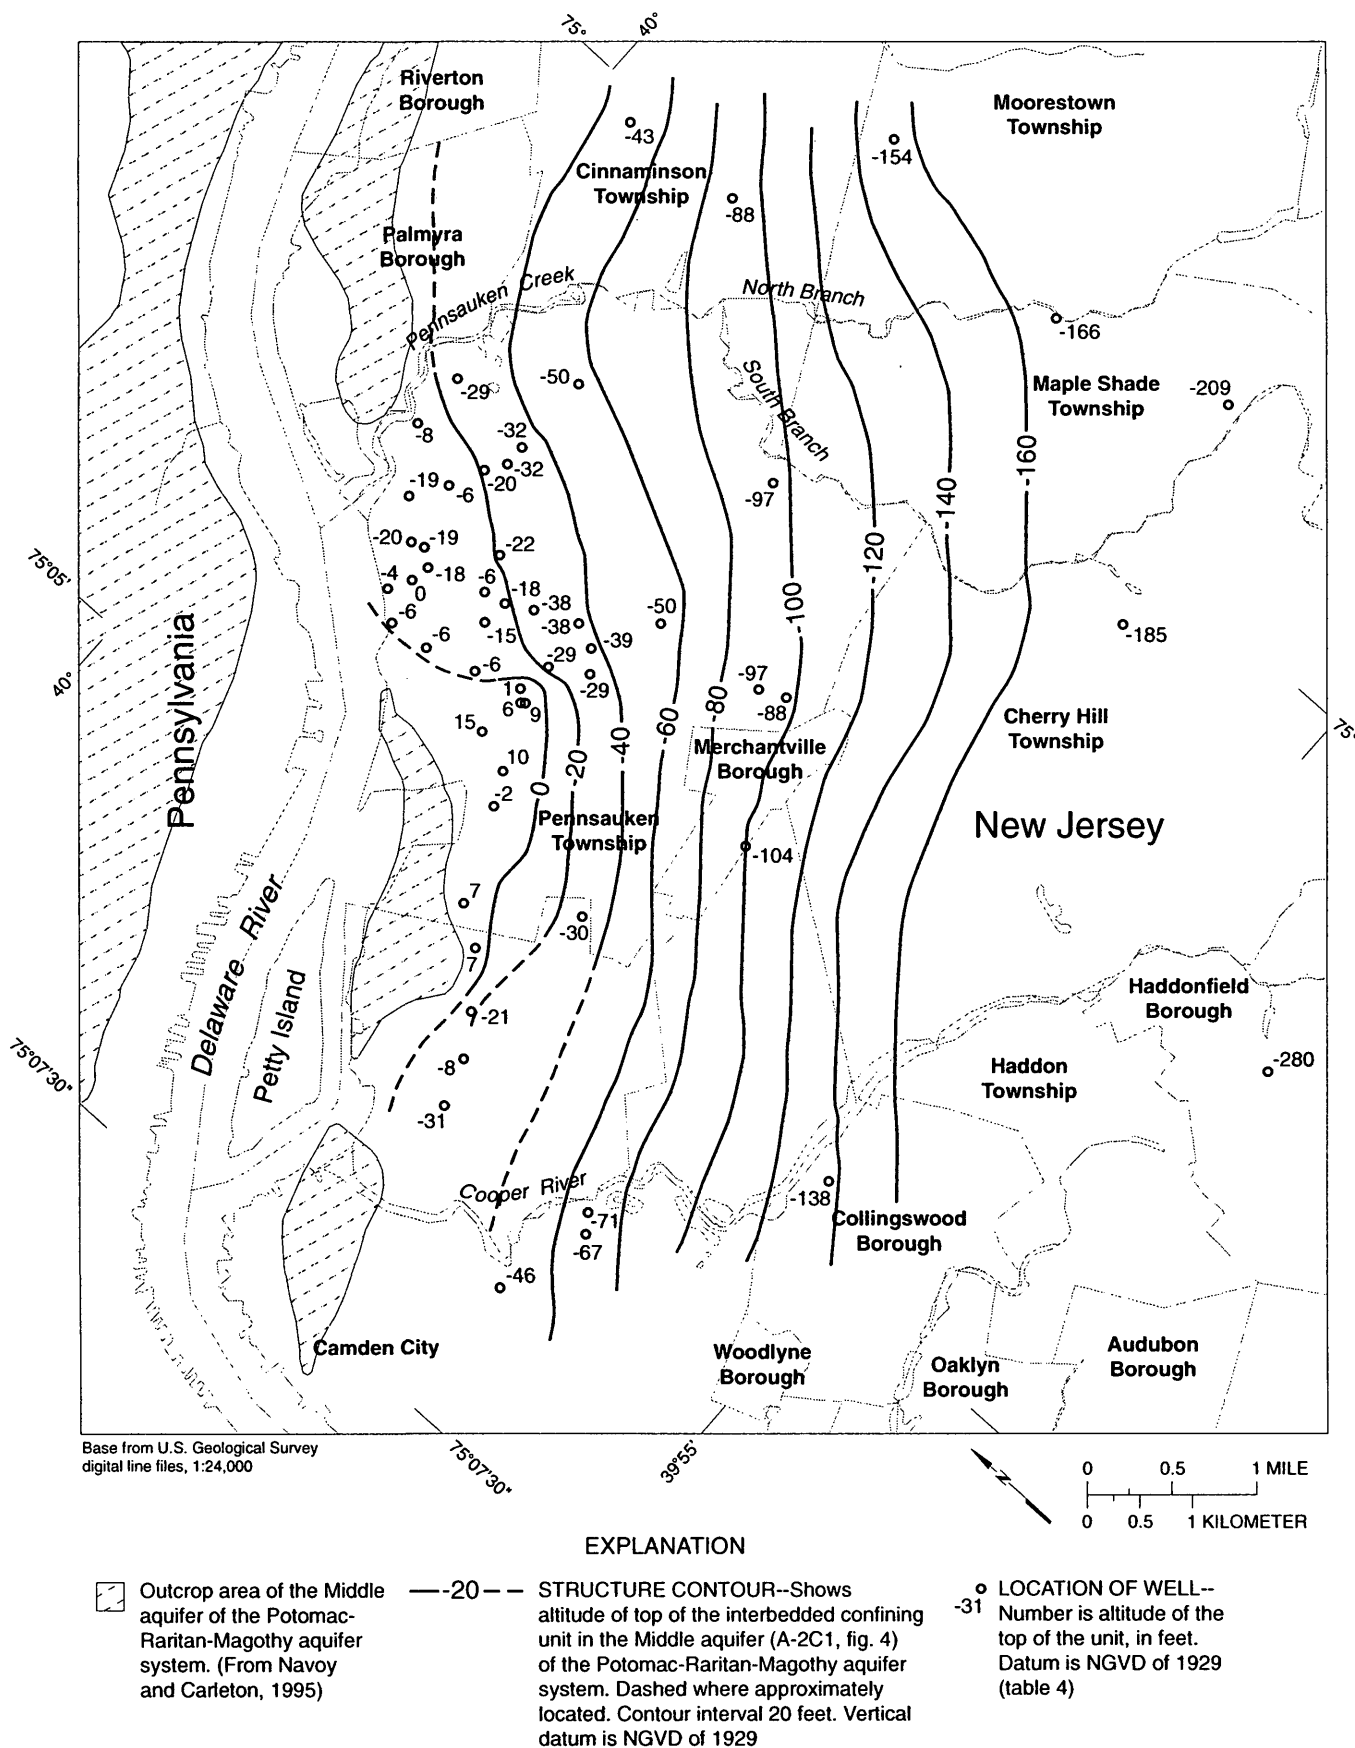 75°
40°
Riverton
Borough
Moorestown
Township
-43
-154
Cinnaminson
Township
-88
Palmyra
Borough
Pennsauken Creek
North Branch
-166
-29
-50
South Branch
Maple Shade
Township
-209
-8
-32
-32
-160
-19
-6
-20
-97
-140
-20
-19
-22
-120
75°05'
-4
0
-18
-6
-18
-38
-38
-50
-100
-6
-6
-15
-39
-185
Pennsylvania
-6
-29
-29
-97
-88
40°
1
6
9
15
-80
-60
-40
-20
0
Cherry Hill
Township
75°
Merchantville
Borough
10
-2
Pennsauken
Township
New Jersey
-104
7
-30
7
Delaware River
Petty Island
Haddonfield
Borough
-21
-8
75°07'30"
Haddon
Township
-280
-31
Cooper River
-138
Collingswood
Borough
-71
-67
-46
Camden City
Woodlyne
Borough
Oaklyn
Borough
Audubon
Borough
Base from U.S. Geological Survey
digital line files, 1:24,000
75°07'30"
39°55'
N
0 0.5 1 MILE
0 0.5 1 KILOMETER
EXPLANATION
Outcrop area of the Middle
aquifer of the Potomac-
Raritan-Magothy aquifer
system. (From Navoy
and Carleton, 1995)
-20
STRUCTURE CONTOUR--Shows
altitude of top of the interbedded confining
unit in the Middle aquifer (A-2C1, fig. 4)
of the Potomac-Raritan-Magothy aquifer
system. Dashed where approximately
located. Contour interval 20 feet. Vertical
datum is NGVD of 1929
-31
LOCATION OF WELL--
Number is altitude of the
top of the unit, in feet.
Datum is NGVD of 1929
(table 4)